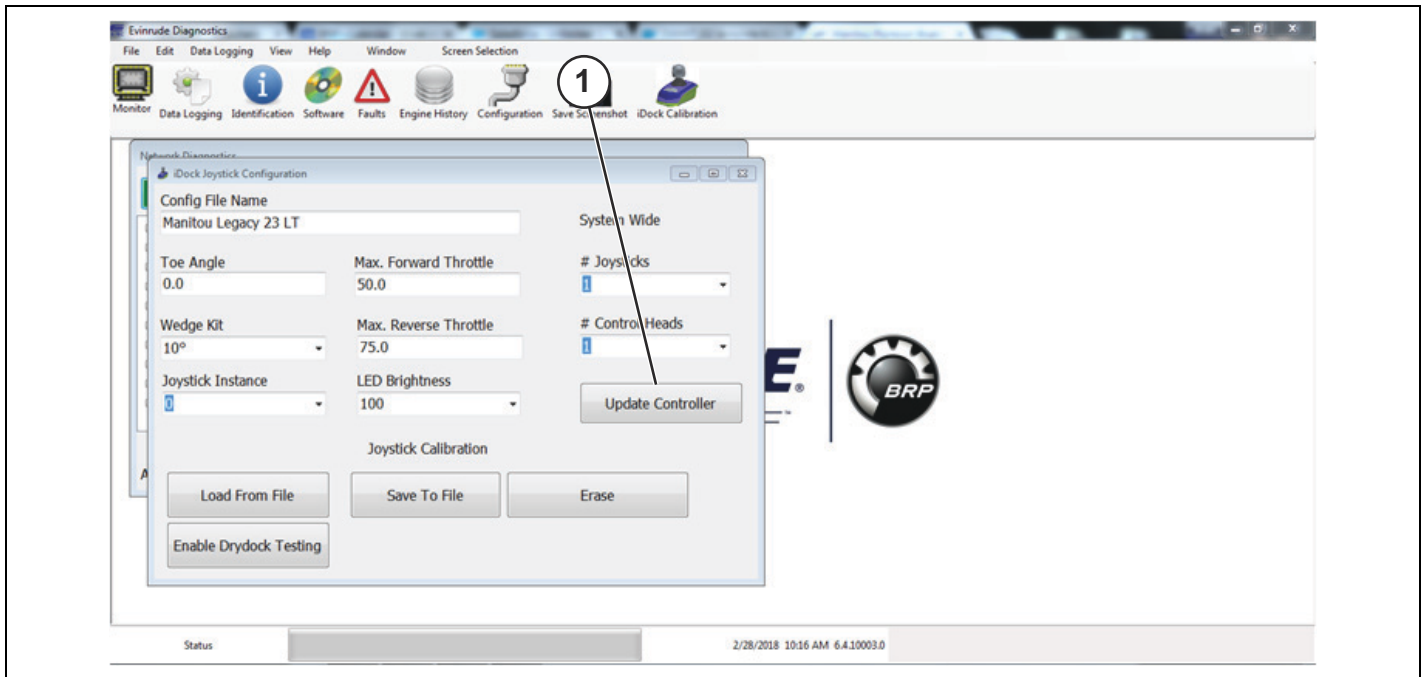 Evinrude Diagnostics
File Edit Data Logging View Help Window Screen Selection
1
Monitor Data Logging Identification Software Faults Engine History Configuration Save Screenshot iDock Calibration
Network Diagnostics
iDock Joystick Configuration
Config File Name
Manitou Legacy 23 LT
System Wide
Toe Angle Max. Forward Throttle # Joysticks
0.0 50.0 1
Wedge Kit Max. Reverse Throttle # Control Heads
10° 75.0 1
Joystick Instance LED Brightness
0 100 Update Controller
E®
BRP
Joystick Calibration
A
Load From File Save To File Erase
Enable Drydock Testing
Status 2/28/2018 10:16 AM 6.4.10003.0